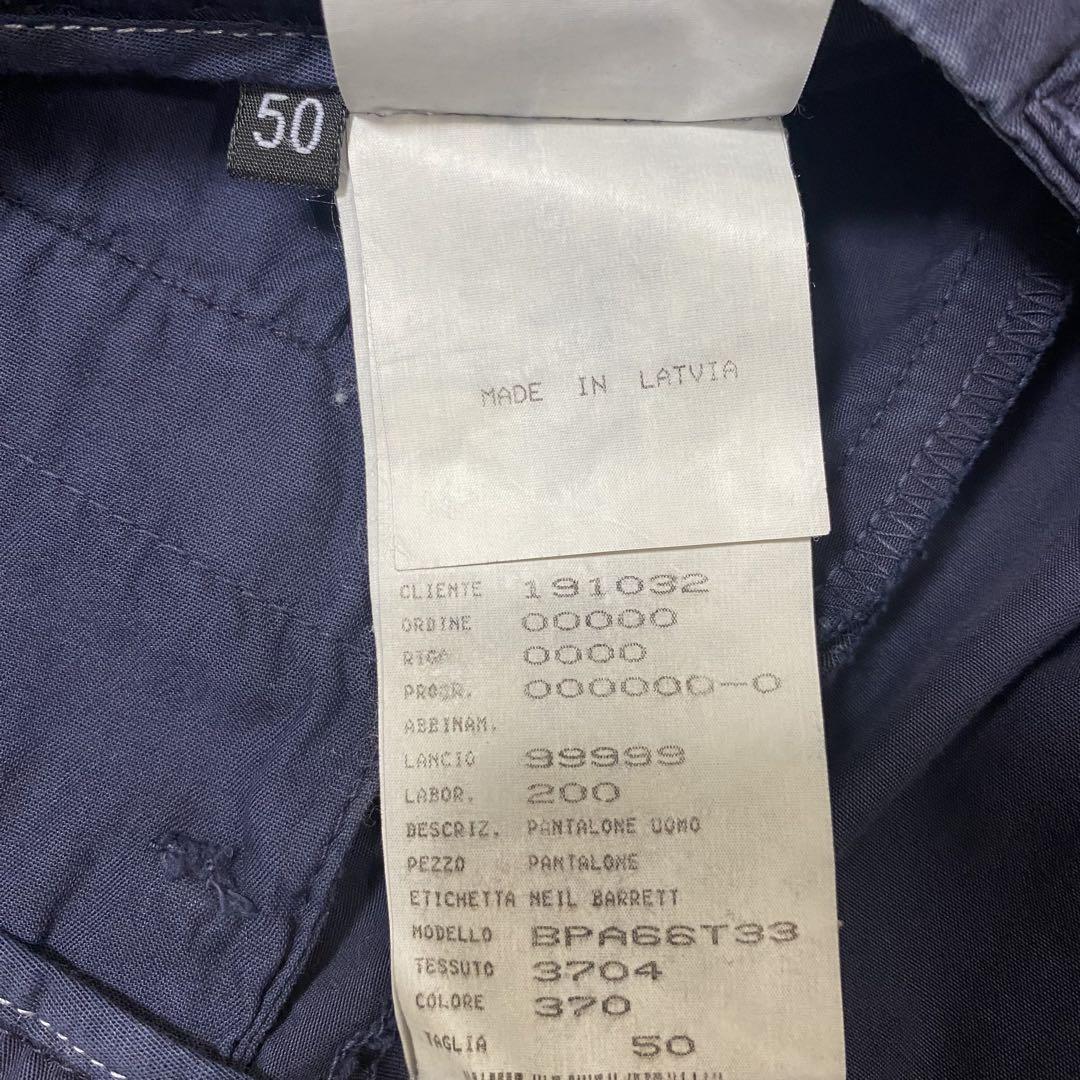 50
MADE IN LATVIA
CLIENTE 191032
ORDINE 00000
RIGA 0000
PROGR. 000000-0
ABBINAM.
LANCIO 99999
LABOR. 200
DESCRIZ. PANTALONE UOMO
PEZZO PANTALONE
ETICHETTA NEIL BARRETT
MODELLO BPA66T33
TESSUTO 3704
COLORE 370
TAGLIA 50